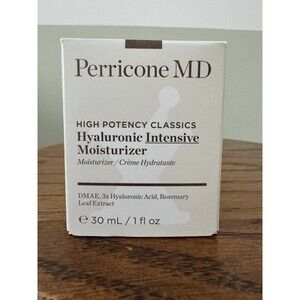 Perricone MD
HIGH POTENCY CLASSICS
Hyaluronic Intensive
Moisturizer
Moisturizer / Crème Hydratante
DMAE, 3x Hyaluronic Acid, Rosemary
Leaf Extract
℮ 30 mL / 1 fl oz